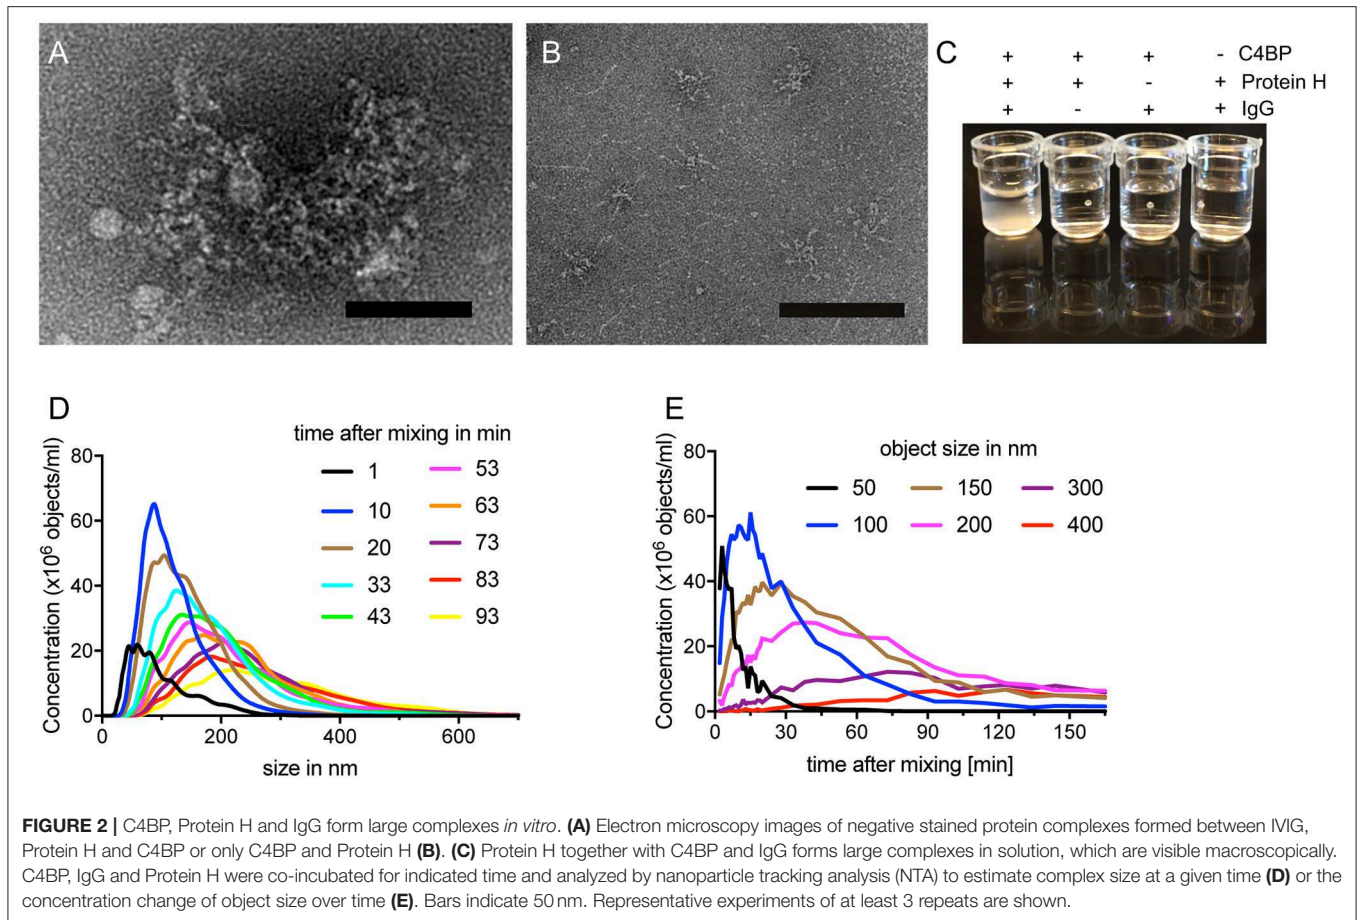 A
B
C
+ + + - C4BP
+ + - + Protein H
+ - + + IgG
D
time after mixing in min
1 53
10 63
20 73
33 83
43 93
Concentration (x10⁶ objects/ml)
80
60
40
20
0
0 200 400 600
size in nm
E
object size in nm
50 150 300
100 200 400
Concentration (x10⁶ objects/ml)
80
60
40
20
0
0 30 60 90 120 150
time after mixing [min]
FIGURE 2 | C4BP, Protein H and IgG form large complexes in vitro. (A) Electron microscopy images of negative stained protein complexes formed between IVIG,
Protein H and C4BP or only C4BP and Protein H (B). (C) Protein H together with C4BP and IgG forms large complexes in solution, which are visible macroscopically.
C4BP, IgG and Protein H were co-incubated for indicated time and analyzed by nanoparticle tracking analysis (NTA) to estimate complex size at a given time (D) or the
concentration change of object size over time (E). Bars indicate 50 nm. Representative experiments of at least 3 repeats are shown.